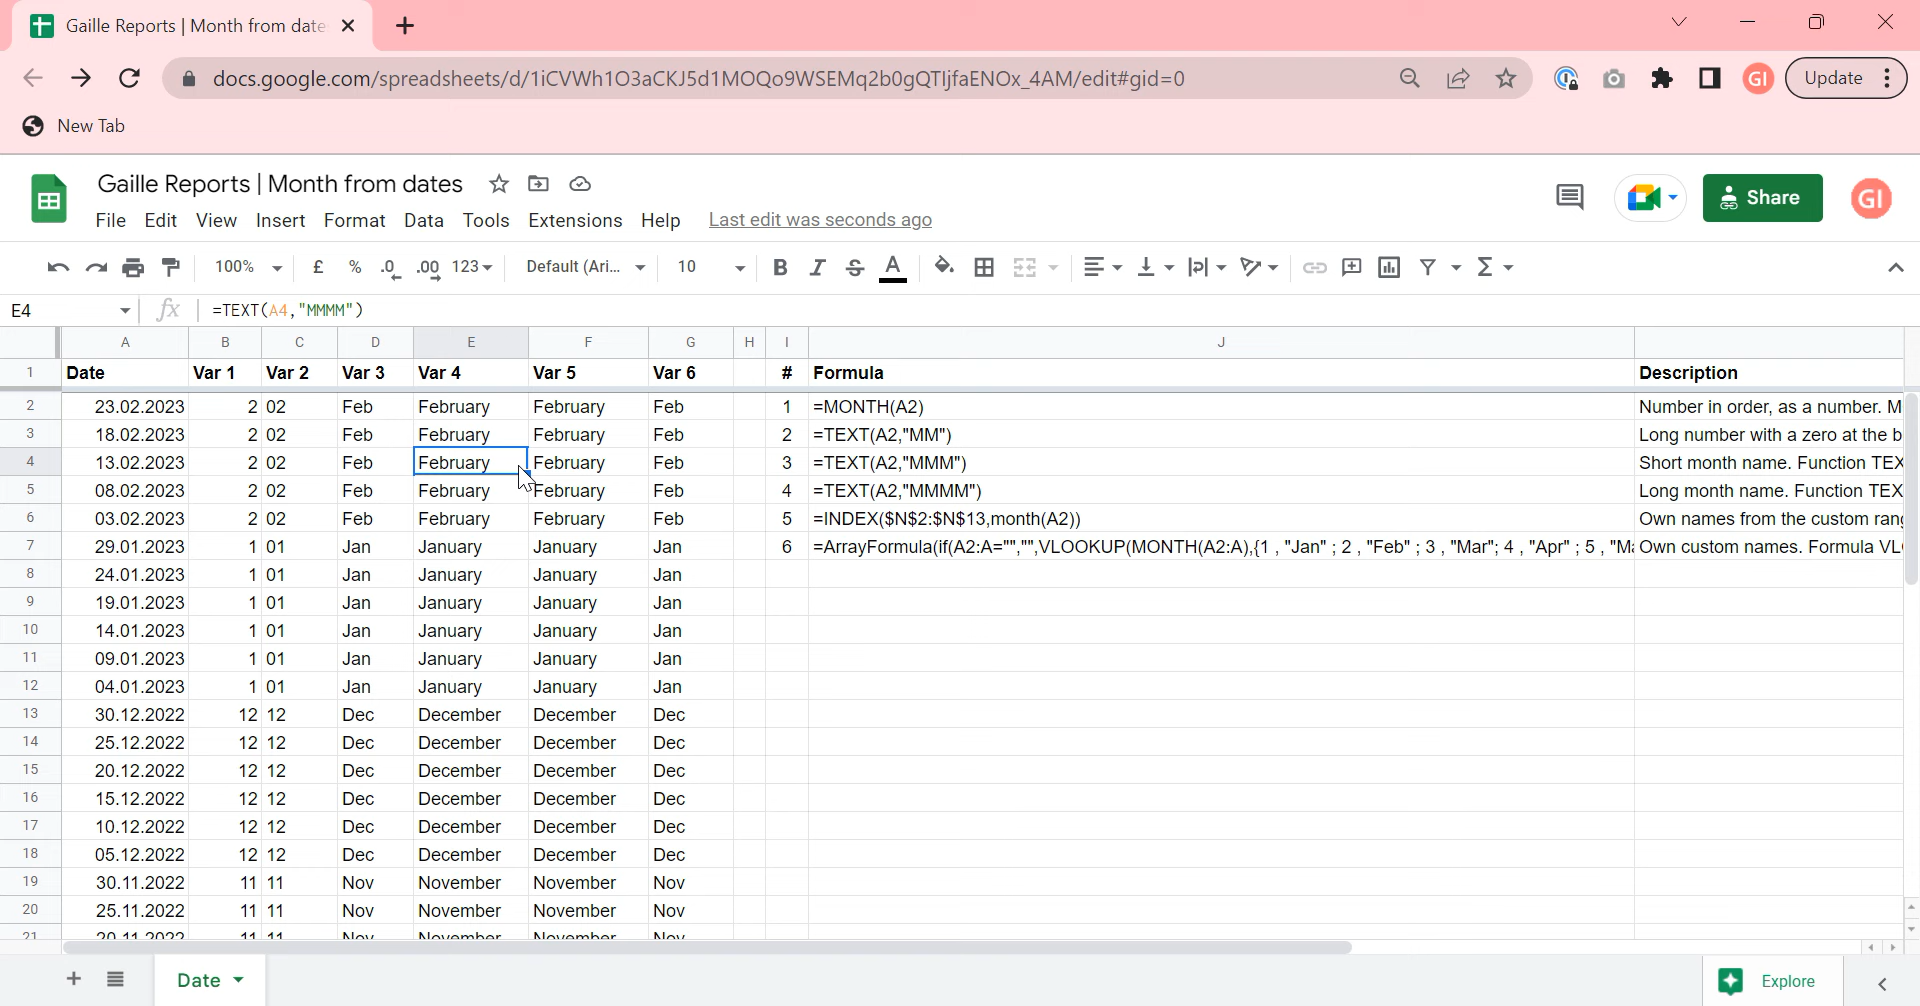 Gaille Reports | Month from date
docs.google.com/spreadsheets/d/1iCVWh1O3aCKJ5d1MOQo9WSEMq2b0gQTIjfaENOx_4AM/edit#gid=0
GI
Update
New Tab
Gaille Reports | Month from dates
File Edit View Insert Format Data Tools Extensions Help Last edit was seconds ago
Share
GI
100% £ % .0 .00 123 Default (Ari... 10 B I S A Σ
E4 fx =TEXT(A4,"MMMM")
A B C D E F G H I J
1 Date Var 1 Var 2 Var 3 Var 4 Var 5 Var 6 # Formula Description
2 23.02.2023 2 02 Feb February February Feb 1 =MONTH(A2) Number in order, as a number. M
3 18.02.2023 2 02 Feb February February Feb 2 =TEXT(A2,"MM") Long number with a zero at the b
4 13.02.2023 2 02 Feb February February Feb 3 =TEXT(A2,"MMM") Short month name. Function TEX
5 08.02.2023 2 02 Feb February February Feb 4 =TEXT(A2,"MMMM") Long month name. Function TEX
6 03.02.2023 2 02 Feb February February Feb 5 =INDEX($N$2:$N$13,month(A2)) Own names from the custom rang
7 29.01.2023 1 01 Jan January January Jan 6 =ArrayFormula(if(A2:A="","",VLOOKUP(MONTH(A2:A),{1 , "Jan" ; 2 , "Feb" ; 3 , "Mar"; 4 , "Apr" ; 5 , "Ma Own custom names. Formula VL
8 24.01.2023 1 01 Jan January January Jan
9 19.01.2023 1 01 Jan January January Jan
10 14.01.2023 1 01 Jan January January Jan
11 09.01.2023 1 01 Jan January January Jan
12 04.01.2023 1 01 Jan January January Jan
13 30.12.2022 12 12 Dec December December Dec
14 25.12.2022 12 12 Dec December December Dec
15 20.12.2022 12 12 Dec December December Dec
16 15.12.2022 12 12 Dec December December Dec
17 10.12.2022 12 12 Dec December December Dec
18 05.12.2022 12 12 Dec December December Dec
19 30.11.2022 11 11 Nov November November Nov
20 25.11.2022 11 11 Nov November November Nov
21 20.11.2022 11 11 Nov November November Nov
Date Explore